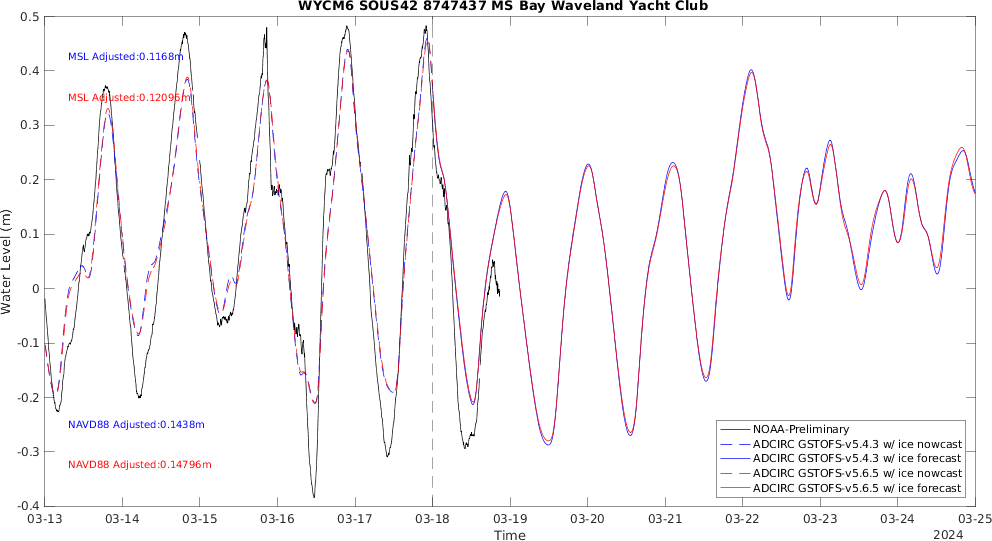 WYCM6 SOUS42 8747437 MS Bay Waveland Yacht Club
0.5
0.4
0.3
0.2
0.1
0
-0.1
-0.2
-0.3
-0.4
Water Level (m)
MSL Adjusted:0.1168m
MSL Adjusted:0.12096m
NAVD88 Adjusted:0.1438m
NAVD88 Adjusted:0.14796m
NOAA-Preliminary
ADCIRC GSTOFS-v5.4.3 w/ ice nowcast
ADCIRC GSTOFS-v5.4.3 w/ ice forecast
ADCIRC GSTOFS-v5.6.5 w/ ice nowcast
ADCIRC GSTOFS-v5.6.5 w/ ice forecast
03-13 03-14 03-15 03-16 03-17 03-18 03-19 03-20 03-21 03-22 03-23 03-24 03-25
Time
2024